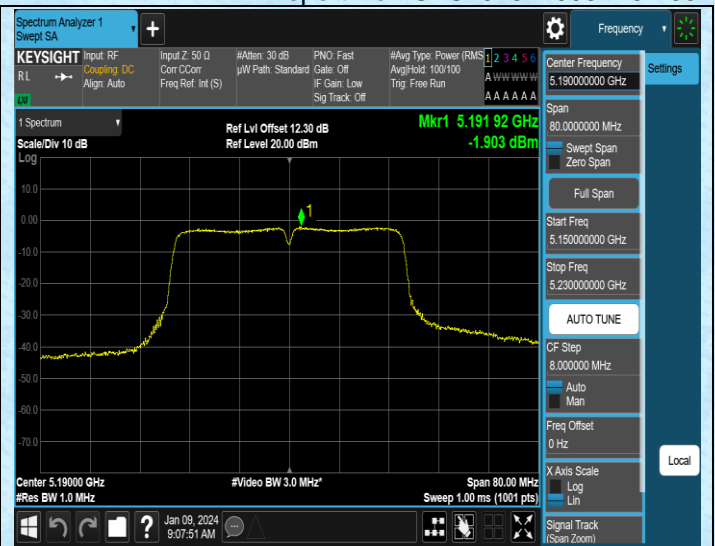 Spectrum Analyzer 1
Swept SA
+
Frequency
KEYSIGHT
RL
LXI
Input: RF
Coupling: DC
Align: Auto
Input Z: 50 Ω
Corr CCorr
Freq Ref: Int (S)
#Atten: 30 dB
µW Path: Standard
PNO: Fast
Gate: Off
IF Gain: Low
Sig Track: Off
#Avg Type: Power (RMS
Avg|Hold: 100/100
Trig: Free Run
1 2 3 4 5 6
A W W W W W
A A A A A A
1 Spectrum
Scale/Div 10 dB
Log
Ref Lvl Offset 12.30 dB
Ref Level 20.00 dBm
Mkr1 5.191 92 GHz
-1.903 dBm
1
10.0
0.00
-10.0
-20.0
-30.0
-40.0
-50.0
-60.0
-70.0
Center 5.19000 GHz
#Res BW 1.0 MHz
#Video BW 3.0 MHz*
Span 80.00 MHz
Sweep 1.00 ms (1001 pts)
?
Jan 09, 2024
9:07:51 AM
Center Frequency
5.190000000 GHz
Span
80.0000000 MHz
Swept Span
Zero Span
Full Span
Start Freq
5.150000000 GHz
Stop Freq
5.230000000 GHz
AUTO TUNE
CF Step
8.000000 MHz
Auto
Man
Freq Offset
0 Hz
X Axis Scale
Log
Lin
Signal Track
(Span Zoom)
Settings
Local